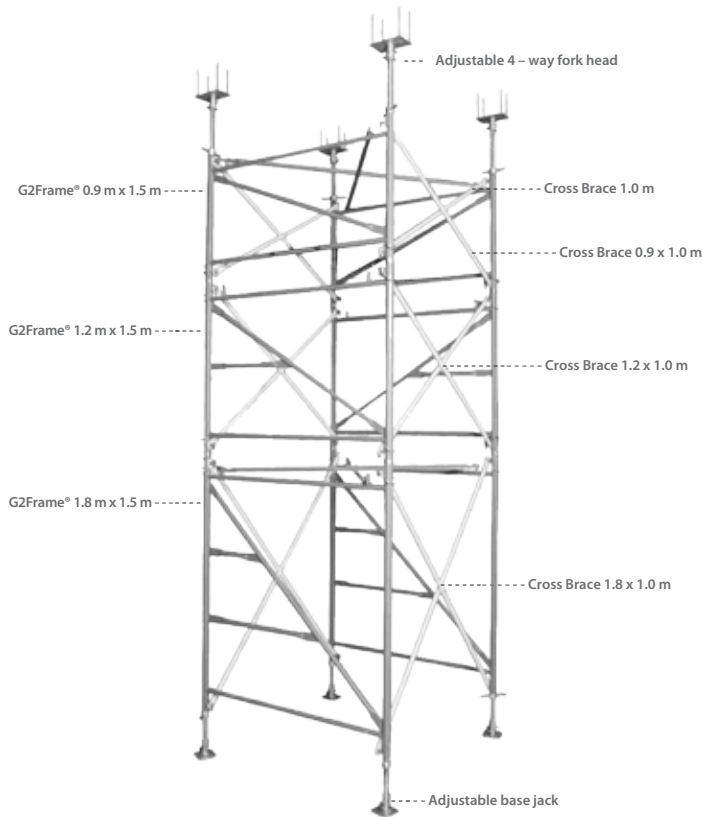 Adjustable 4 – way fork head
G2Frame® 0.9 m x 1.5 m
Cross Brace 1.0 m
Cross Brace 0.9 x 1.0 m
G2Frame® 1.2 m x 1.5 m
Cross Brace 1.2 x 1.0 m
G2Frame® 1.8 m x 1.5 m
Cross Brace 1.8 x 1.0 m
Adjustable base jack